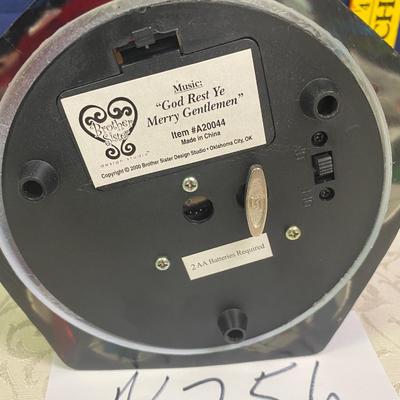 CH
Music:
"God Rest Ye
Merry Gentlemen"
Item #A20044
Made in China
Brother
Sister
design studio
Copyright © 2000 Brother Sister Design Studio • Oklahoma City, OK
2 AA Batteries Required